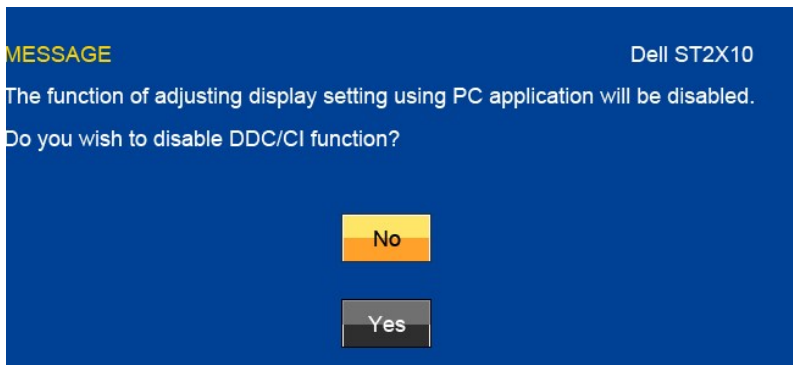 MESSAGE Dell ST2X10
The function of adjusting display setting using PC application will be disabled.
Do you wish to disable DDC/CI function?
No
Yes